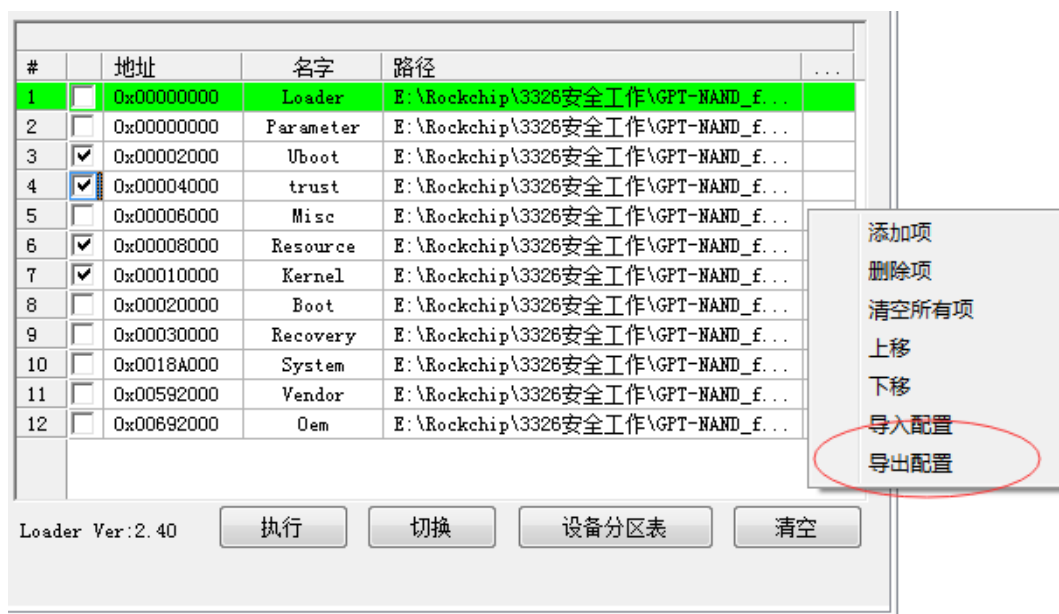 # 地址 名字 路径 ...
1 0x00000000 Loader E:\Rockchip\3326安全工作\GPT-NAND_f...
2 0x00000000 Parameter E:\Rockchip\3326安全工作\GPT-NAND_f...
3 0x00002000 Uboot E:\Rockchip\3326安全工作\GPT-NAND_f...
4 0x00004000 trust E:\Rockchip\3326安全工作\GPT-NAND_f...
5 0x00006000 Misc E:\Rockchip\3326安全工作\GPT-NAND_f...
6 0x00008000 Resource E:\Rockchip\3326安全工作\GPT-NAND_f...
7 0x00010000 Kernel E:\Rockchip\3326安全工作\GPT-NAND_f...
8 0x00020000 Boot E:\Rockchip\3326安全工作\GPT-NAND_f...
9 0x00030000 Recovery E:\Rockchip\3326安全工作\GPT-NAND_f...
10 0x0018A000 System E:\Rockchip\3326安全工作\GPT-NAND_f...
11 0x00592000 Vendor E:\Rockchip\3326安全工作\GPT-NAND_f...
12 0x00692000 Oem E:\Rockchip\3326安全工作\GPT-NAND_f...
添加项
删除项
清空所有项
上移
下移
导入配置
导出配置
Loader Ver:2.40 执行 切换 设备分区表 清空